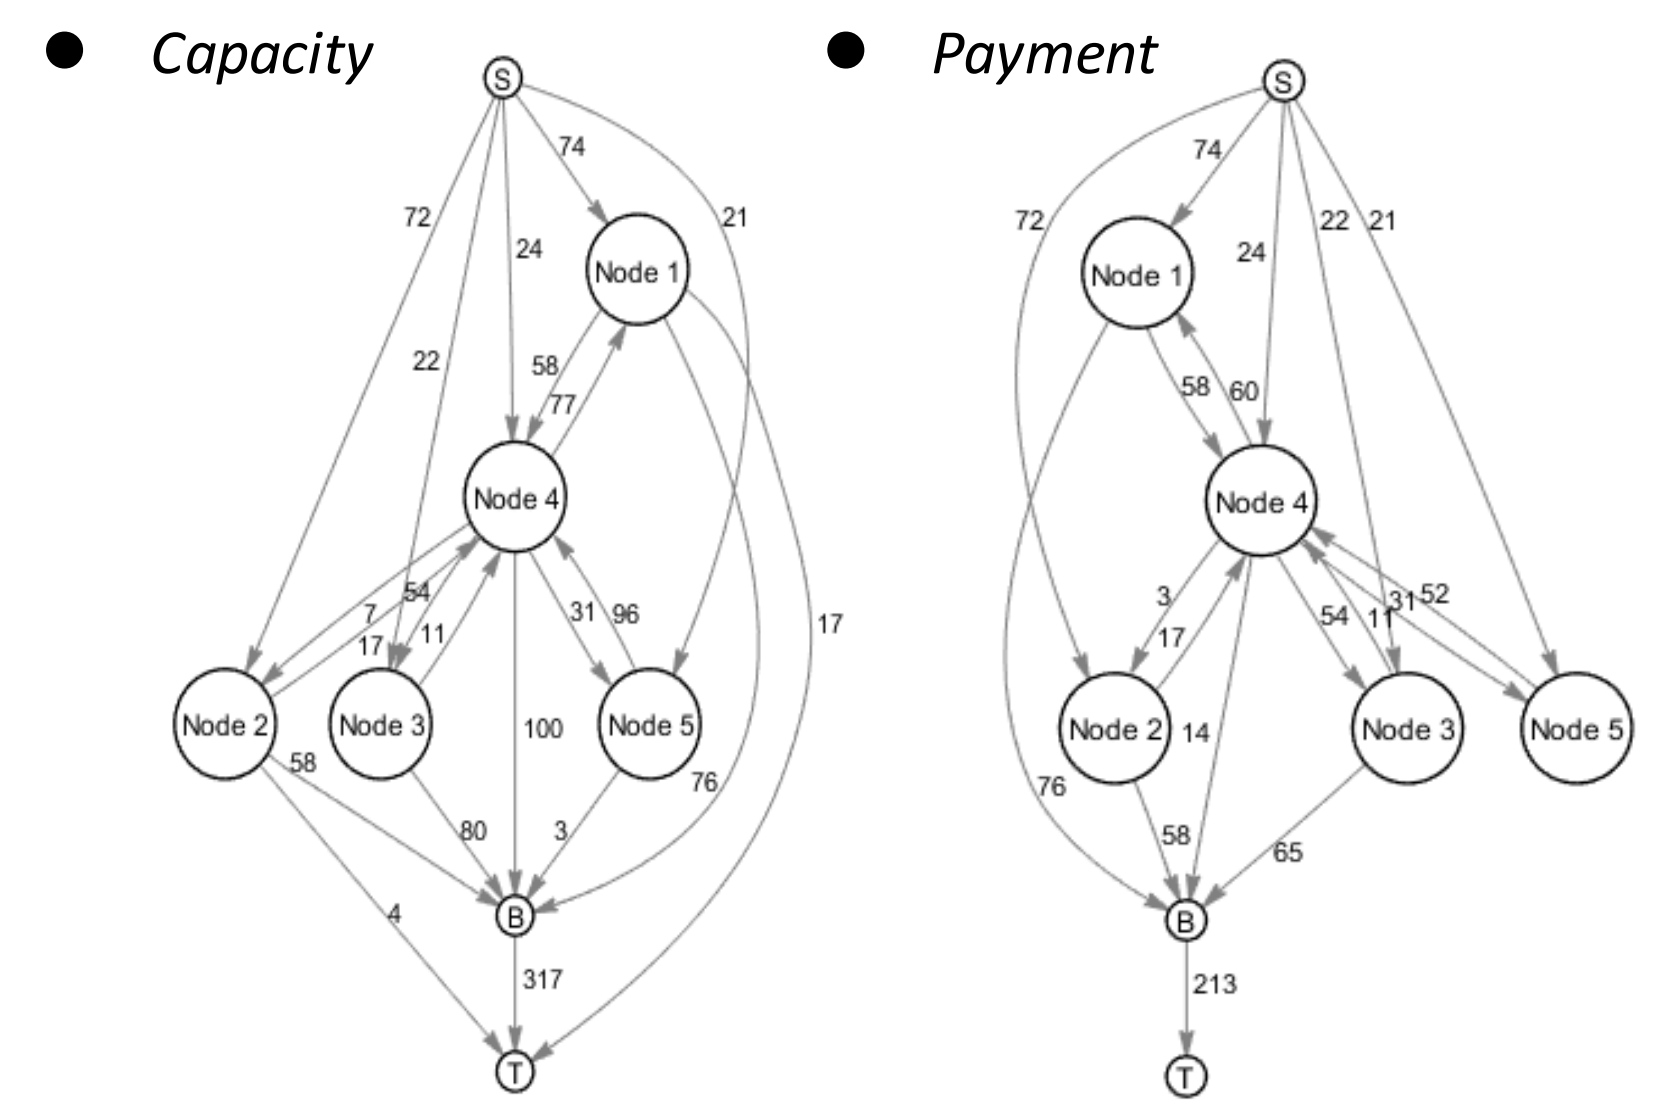 ● Capacity
S
74
72
21
24
Node 1
22
58
77
Node 4
54
7
17
11
31
96
17
Node 2
Node 3
100
Node 5
58
76
80
3
4
B
317
T
● Payment
S
74
72
22
21
24
Node 1
58
60
Node 4
3
17
54
11
31
52
Node 2
14
Node 3
Node 5
76
58
65
B
213
T